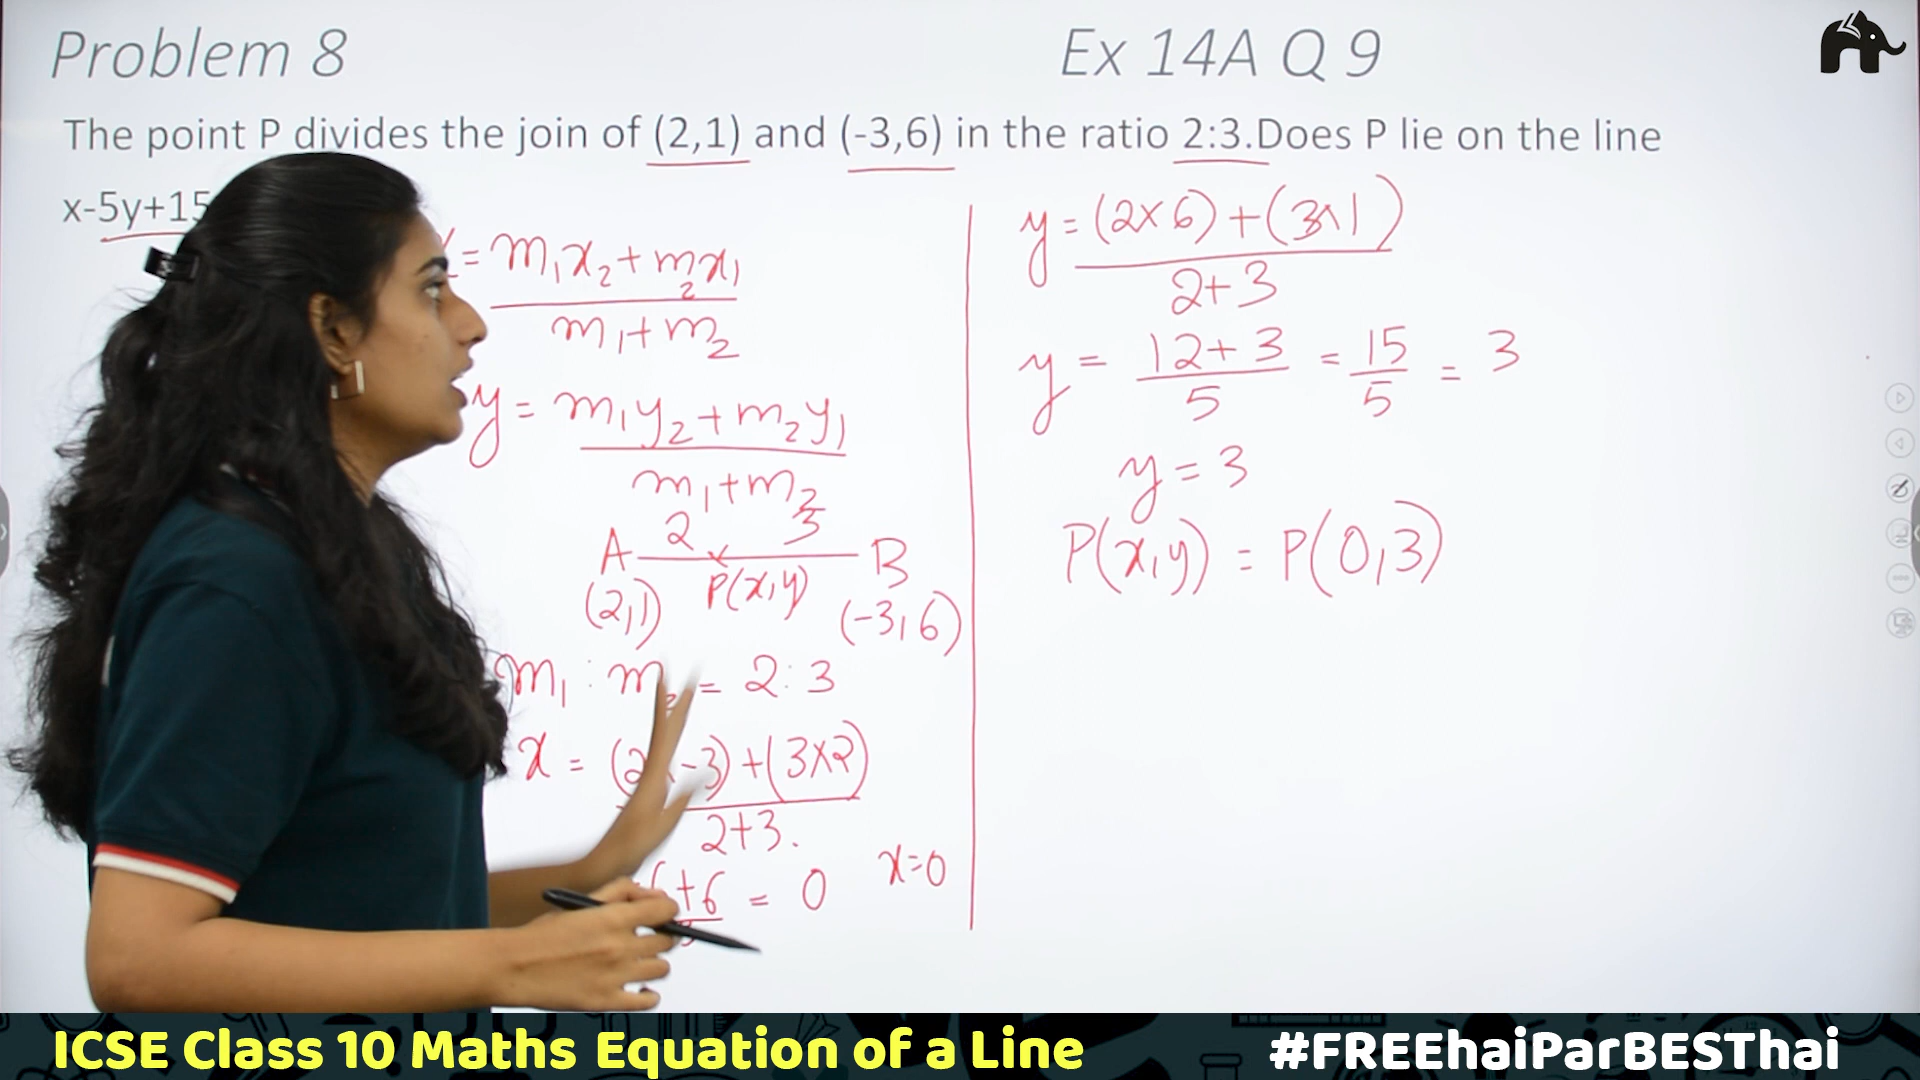 Problem 8
Ex 14A Q 9
The point P divides the join of (2,1) and (-3,6) in the ratio 2:3.Does P lie on the line
x-5y+15
= m₁x₂+m₂x₁
m₁+m₂
y = m₁y₂+m₂y₁
m₁+m₂
2 3
A B
(2,1) P(x,y) (-3,6)
m₁ : m₂ = 2:3
x = (2×-3)+(3×2)
2+3.
6+6 = 0 x=0
y = (2×6)+(3×1)
2+3
y = 12+3 = 15 = 3
5 5
y = 3
P(x,y) = P(0,3)
ICSE Class 10 Maths Equation of a Line
#FREEhaiParBESThai